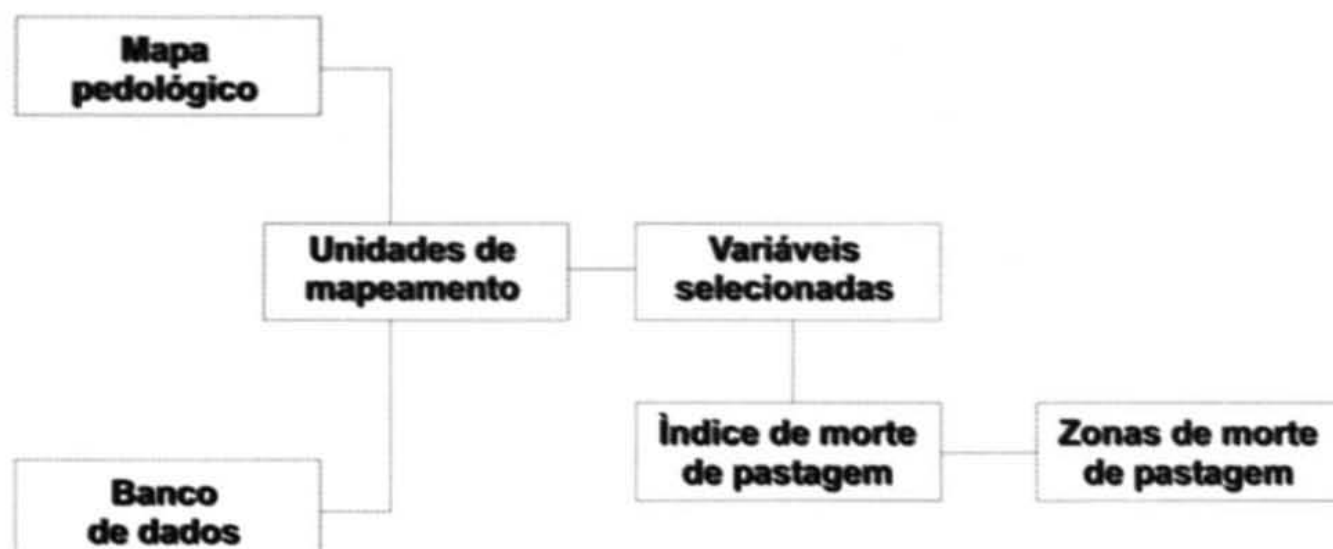 Mapa
pedológico
Unidades de
mapeamento
Variáveis
selecionadas
Ìndice de morte
de pastagem
Zonas de morte
de pastagem
Banco
de dados